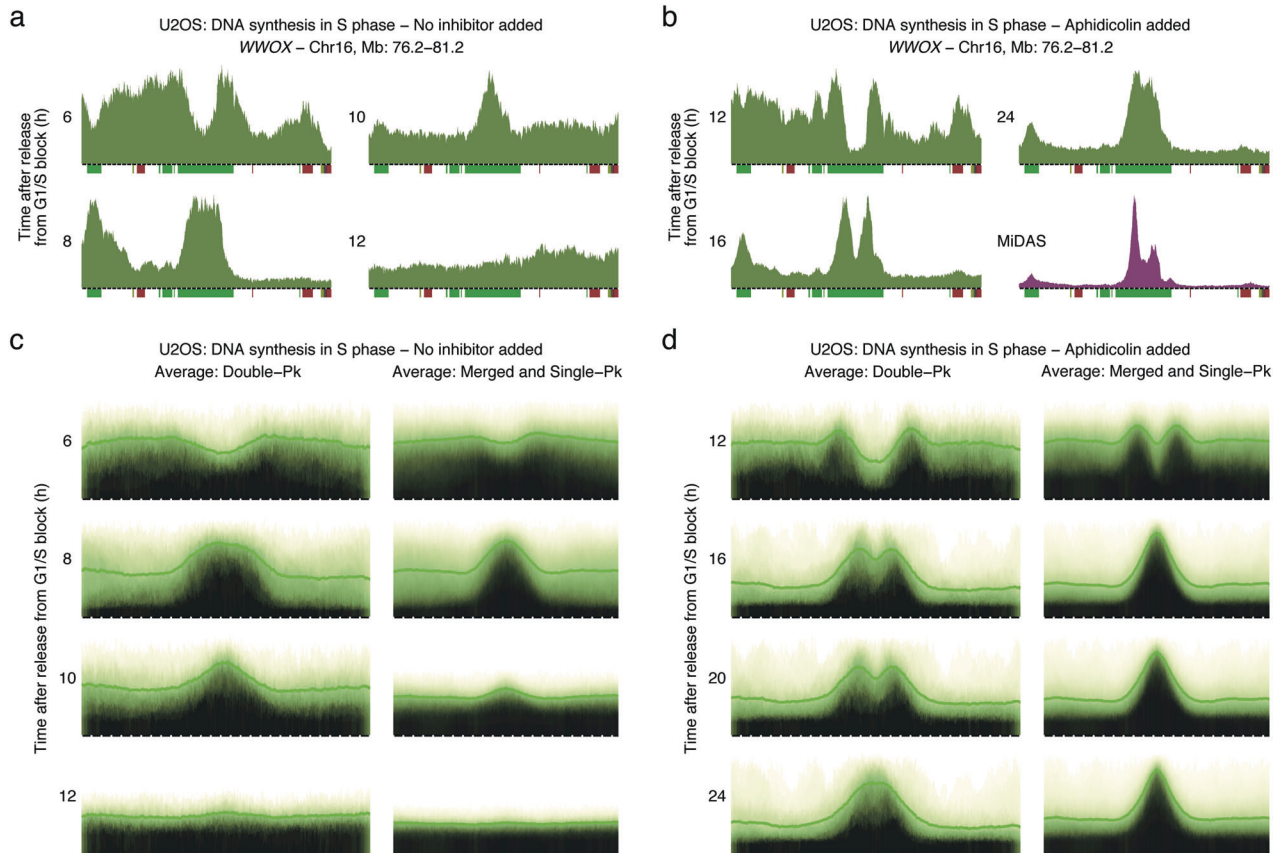 a
U2OS: DNA synthesis in S phase – No inhibitor added
WWOX – Chr16, Mb: 76.2–81.2
Time after release
from G1/S block (h)
6
10
8
12
b
U2OS: DNA synthesis in S phase – Aphidicolin added
WWOX – Chr16, Mb: 76.2–81.2
Time after release
from G1/S block (h)
12
24
16
MiDAS
c
U2OS: DNA synthesis in S phase – No inhibitor added
Average: Double–Pk
Average: Merged and Single–Pk
Time after release from G1/S block (h)
6
8
10
12
d
U2OS: DNA synthesis in S phase – Aphidicolin added
Average: Double–Pk
Average: Merged and Single–Pk
Time after release from G1/S block (h)
12
16
20
24